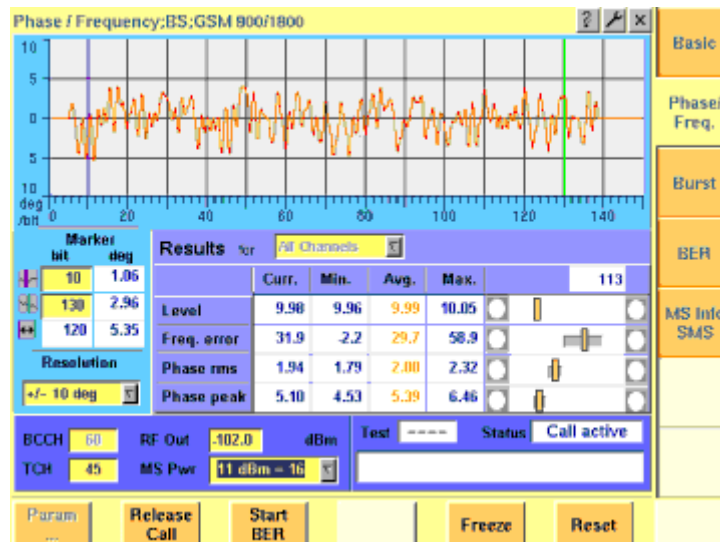 Phase / Frequency;BS;GSM 900/1800 ? ×
10
5
0
5
10
deg /bit 0 20 40 60 80 100 120 140
Marker
bit deg
10 1.06
130 2.96
120 5.35
Resolution
+/- 10 deg
Results for All Channels
Curr. Min. Avg. Max. 113
Level 9.98 9.96 9.99 10.05
Freq. error 31.9 -2.2 29.7 58.9
Phase rms 1.94 1.79 2.00 2.32
Phase peak 5.10 4.53 5.39 6.46
BCCH 60 RF Out -102.0 dBm Test ---- Status Call active
TCH 45 MS Pwr 11 dBm = 16
Param ...
Release Call
Start BER
Freeze
Reset
Basic
Phase/ Freq.
Burst
BER
MS Info SMS